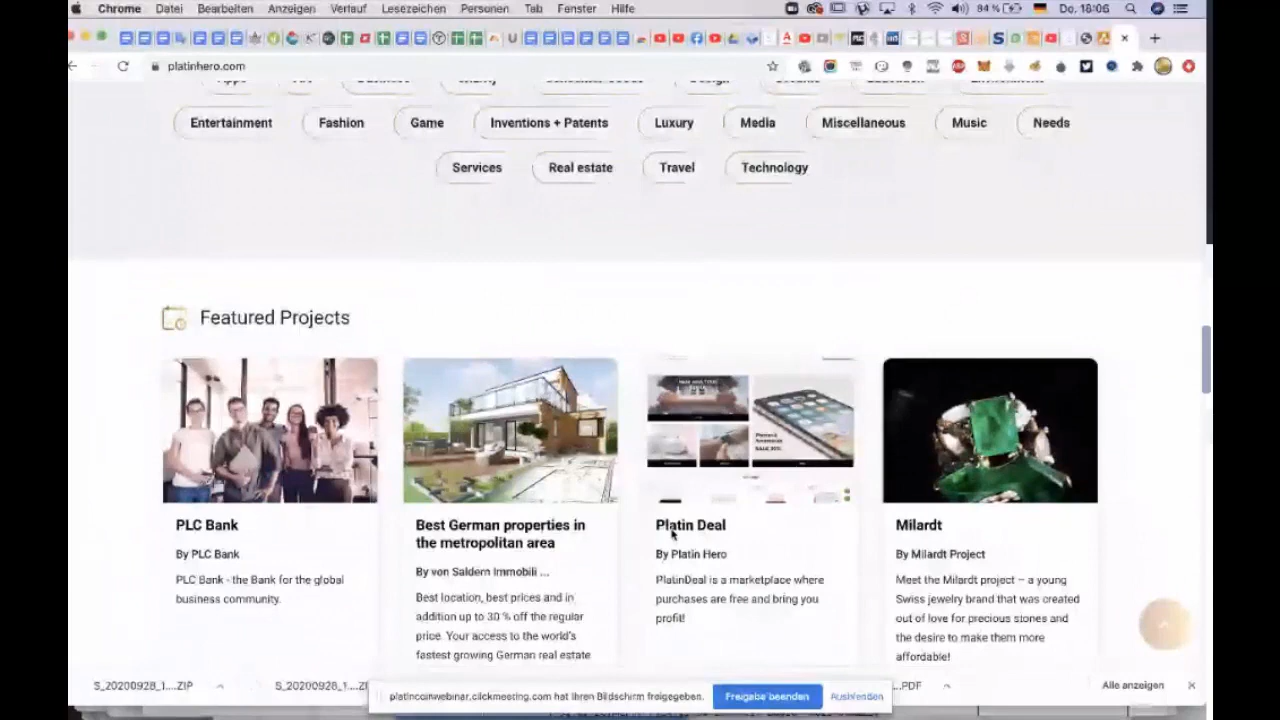 Chrome Datei Bearbeiten Anzeigen Verlauf Lesezeichen Personen Tab Fenster Hilfe 94 % Do. 18:06
platinhero.com
Entertainment Fashion Game Inventions + Patents Luxury Media Miscellaneous Music Needs
Services Real estate Travel Technology
Featured Projects
PLC Bank
By PLC Bank
PLC Bank - the Bank for the global
business community.
Best German properties in
the metropolitan area
By von Saldern Immobili ...
Best location, best prices and in
addition up to 30 % off the regular
price. Your access to the world's
fastest growing German real estate
Platin Deal
By Platin Hero
PlatinDeal is a marketplace where
purchases are free and bring you
profit!
Milardt
By Milardt Project
Meet the Milardt project – a young
Swiss jewelry brand that was created
out of love for precious stones and
the desire to make them more
affordable!
S_20200928_1....ZIP S_20200928_1....ZI .PDF Alle anzeigen
platincoinwebinar.clickmeeting.com hat Ihren Bildschirm freigegeben. Freigabe beenden Ausblenden